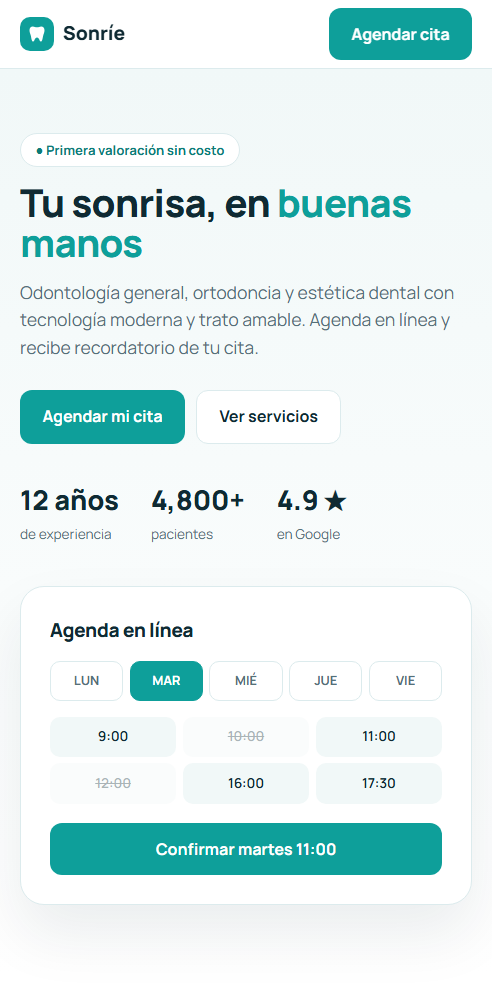 Sonríe
Agendar cita
● Primera valoración sin costo
Tu sonrisa, en buenas
manos
Odontología general, ortodoncia y estética dental con
tecnología moderna y trato amable. Agenda en línea y
recibe recordatorio de tu cita.
Agendar mi cita
Ver servicios
12 años
4,800+
4.9 ★
de experiencia
pacientes
en Google
Agenda en línea
LUN
MAR
MIÉ
JUE
VIE
9:00
10:00
11:00
12:00
16:00
17:30
Confirmar martes 11:00